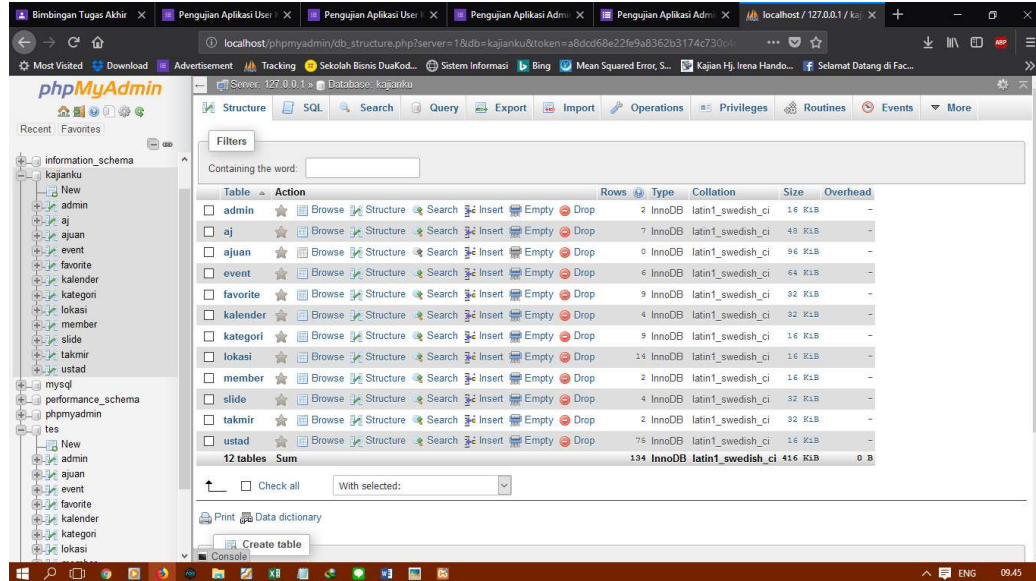 Bimbingan Tugas Akhir
Pengujian Aplikasi User
Pengujian Aplikasi User
Pengujian Aplikasi Admi
Pengujian Aplikasi Admi
localhost / 127.0.0.1 / kaj
localhost/phpmyadmin/db_structure.php?server=1&db=kajianku&token=a8dcd68e22fe9a8362b3174c730c4
Most Visited Download Advertisement Tracking Sekolah Bisnis DuaKod... Sistem Informasi Bing Mean Squared Error, S... Kajian Hj. Irena Hando... Selamat Datang di Fac...
phpMyAdmin
Recent Favorites
information_schema
kajianku
New
admin
aj
ajuan
event
favorite
kalender
kategori
lokasi
member
slide
takmir
ustad
mysql
performance_schema
phpmyadmin
tes
New
admin
ajuan
event
favorite
kalender
kategori
lokasi
Server: 127.0.0.1 » Database: kajianku
Structure SQL Search Query Export Import Operations Privileges Routines Events More
Filters
Containing the word:
Table Action Rows Type Collation Size Overhead
admin Browse Structure Search Insert Empty Drop 2 InnoDB latin1_swedish_ci 16 KiB -
aj Browse Structure Search Insert Empty Drop 7 InnoDB latin1_swedish_ci 48 KiB -
ajuan Browse Structure Search Insert Empty Drop 0 InnoDB latin1_swedish_ci 96 KiB -
event Browse Structure Search Insert Empty Drop 6 InnoDB latin1_swedish_ci 64 KiB -
favorite Browse Structure Search Insert Empty Drop 9 InnoDB latin1_swedish_ci 32 KiB -
kalender Browse Structure Search Insert Empty Drop 4 InnoDB latin1_swedish_ci 32 KiB -
kategori Browse Structure Search Insert Empty Drop 9 InnoDB latin1_swedish_ci 16 KiB -
lokasi Browse Structure Search Insert Empty Drop 14 InnoDB latin1_swedish_ci 16 KiB -
member Browse Structure Search Insert Empty Drop 2 InnoDB latin1_swedish_ci 16 KiB -
slide Browse Structure Search Insert Empty Drop 4 InnoDB latin1_swedish_ci 32 KiB -
takmir Browse Structure Search Insert Empty Drop 2 InnoDB latin1_swedish_ci 32 KiB -
ustad Browse Structure Search Insert Empty Drop 75 InnoDB latin1_swedish_ci 16 KiB -
12 tables Sum 134 InnoDB latin1_swedish_ci 416 KiB 0 B
Check all With selected:
Print Data dictionary
Create table
Console
ENG 09.45